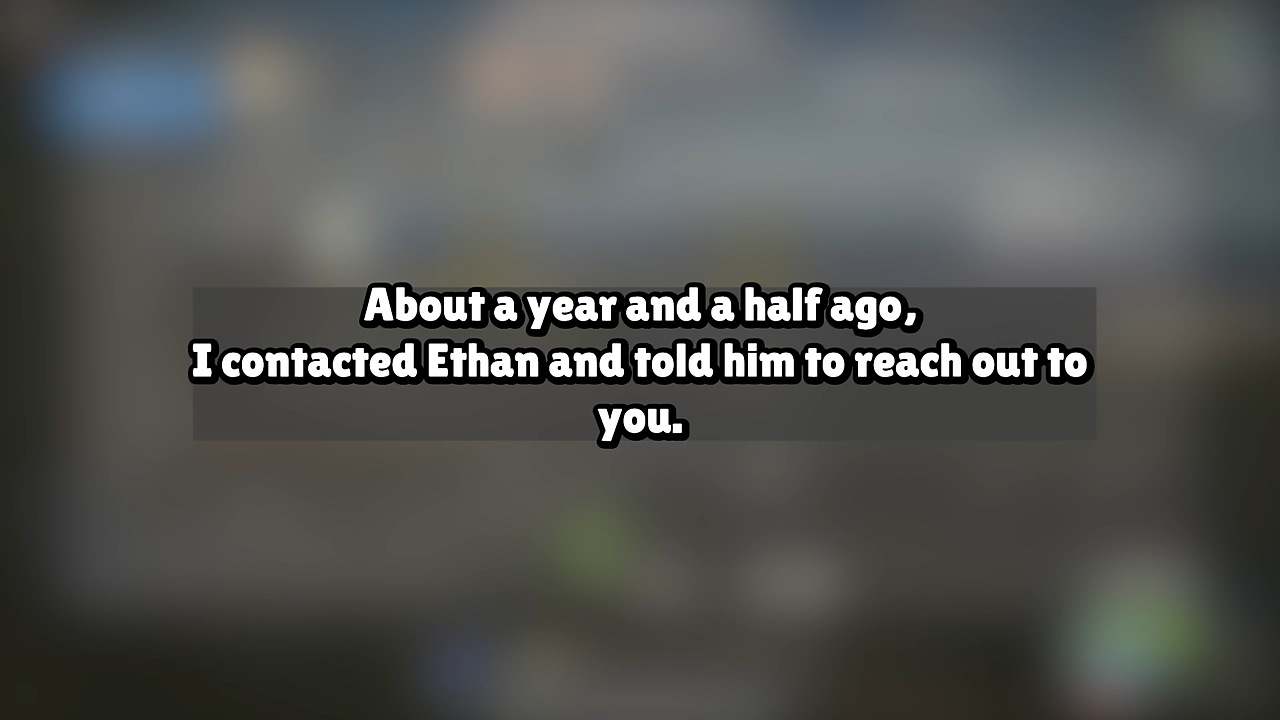 About a year and a half ago,
I contacted Ethan and told him to reach out to
you.